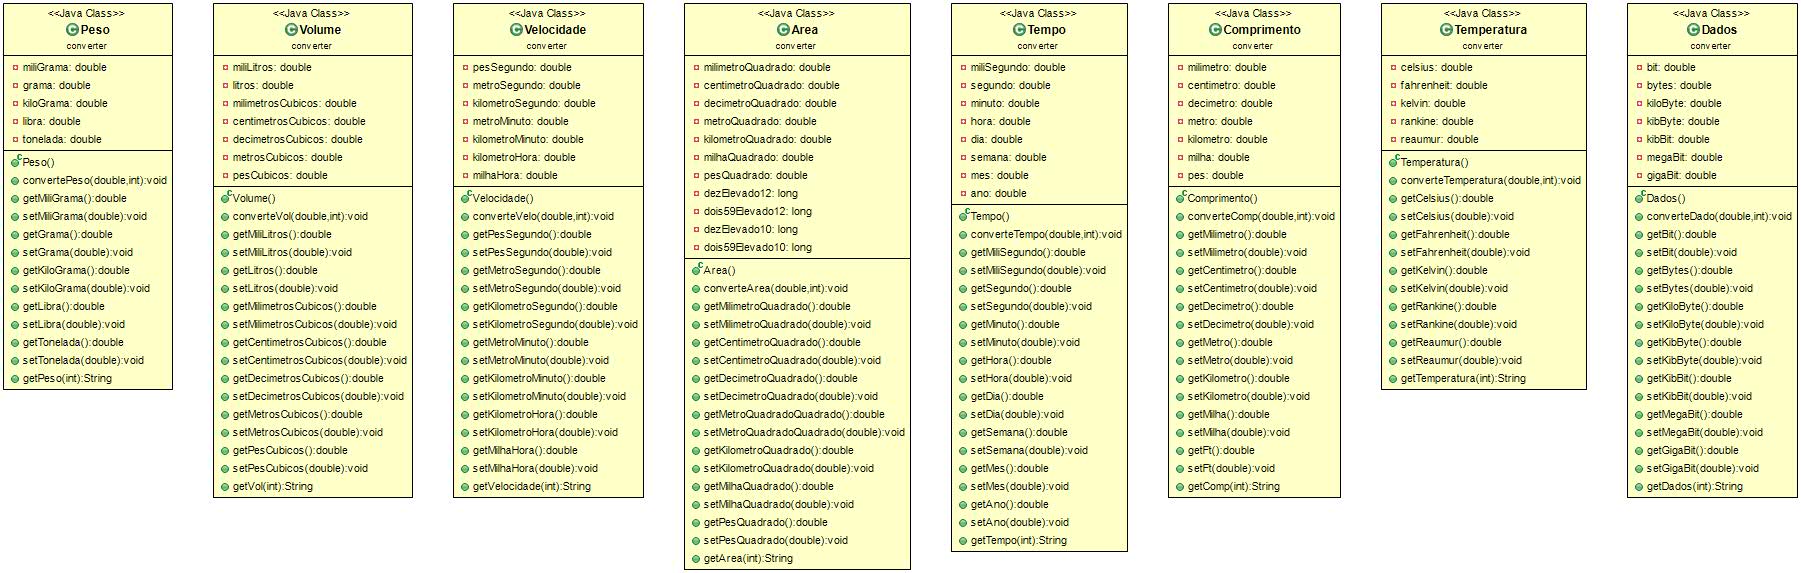 <<Java Class>>
Peso
converter
miliGrama: double
grama: double
kiloGrama: double
libra: double
tonelada: double
Peso()
convertePeso(double,int):void
getMiliGrama():double
setMiliGrama(double):void
getGrama():double
setGrama(double):void
getKiloGrama():double
setKiloGrama(double):void
getLibra():double
setLibra(double):void
getTonelada():double
setTonelada(double):void
getPeso(int):String
<<Java Class>>
Volume
converter
miliLitros: double
litros: double
milimetrosCubicos: double
centimetrosCubicos: double
decimetrosCubicos: double
metrosCubicos: double
pesCubicos: double
Volume()
converteVol(double,int):void
getMiliLitros():double
setMiliLitros(double):void
getLitros():double
setLitros(double):void
getMilimetrosCubicos():double
setMilimetrosCubicos(double):void
getCentimetrosCubicos():double
setCentimetrosCubicos(double):void
getDecimetrosCubicos():double
setDecimetrosCubicos(double):void
getMetrosCubicos():double
setMetrosCubicos(double):void
getPesCubicos():double
setPesCubicos(double):void
getVol(int):String
<<Java Class>>
Velocidade
converter
pesSegundo: double
metroSegundo: double
kilometroSegundo: double
metroMinuto: double
kilometroMinuto: double
kilometroHora: double
milhaHora: double
Velocidade()
converteVelo(double,int):void
getPesSegundo():double
setPesSegundo(double):void
getMetroSegundo():double
setMetroSegundo(double):void
getKilometroSegundo():double
setKilometroSegundo(double):void
getMetroMinuto():double
setMetroMinuto(double):void
getKilometroMinuto():double
setKilometroMinuto(double):void
getKilometroHora():double
setKilometroHora(double):void
getMilhaHora():double
setMilhaHora(double):void
getVelocidade(int):String
<<Java Class>>
Area
converter
milimetroQuadrado: double
centimetroQuadrado: double
decimetroQuadrado: double
metroQuadrado: double
kilometroQuadrado: double
milhaQuadrado: double
pesQuadrado: double
dezElevado12: long
dois59Elevado12: long
dezElevado10: long
dois59Elevado10: long
Area()
converteArea(double,int):void
getMilimetroQuadrado():double
setMilimetroQuadrado(double):void
getCentimetroQuadrado():double
setCentimetroQuadrado(double):void
getDecimetroQuadrado():double
setDecimetroQuadrado(double):void
getMetroQuadradoQuadrado():double
setMetroQuadradoQuadrado(double):void
getKilometroQuadrado():double
setKilometroQuadrado(double):void
getMilhaQuadrado():double
setMilhaQuadrado(double):void
getPesQuadrado():double
setPesQuadrado(double):void
getArea(int):String
<<Java Class>>
Tempo
converter
miliSegundo: double
segundo: double
minuto: double
hora: double
dia: double
semana: double
mes: double
ano: double
Tempo()
converteTempo(double,int):void
getMiliSegundo():double
setMiliSegundo(double):void
getSegundo():double
setSegundo(double):void
getMinuto():double
setMinuto(double):void
getHora():double
setHora(double):void
getDia():double
setDia(double):void
getSemana():double
setSemana(double):void
getMes():double
setMes(double):void
getAno():double
setAno(double):void
getTempo(int):String
<<Java Class>>
Comprimento
converter
milimetro: double
centimetro: double
decimetro: double
metro: double
kilometro: double
milha: double
pes: double
Comprimento()
converteComp(double,int):void
getMilimetro():double
setMilimetro(double):void
getCentimetro():double
setCentimetro(double):void
getDecimetro():double
setDecimetro(double):void
getMetro():double
setMetro(double):void
getKilometro():double
setKilometro(double):void
getMilha():double
setMilha(double):void
getFt():double
setFt(double):void
getComp(int):String
<<Java Class>>
Temperatura
converter
celsius: double
fahrenheit: double
kelvin: double
rankine: double
reaumur: double
Temperatura()
converteTemperatura(double,int):void
getCelsius():double
setCelsius(double):void
getFahrenheit():double
setFahrenheit(double):void
getKelvin():double
setKelvin(double):void
getRankine():double
setRankine(double):void
getReaumur():double
setReaumur(double):void
getTemperatura(int):String
<<Java Class>>
Dados
converter
bit: double
bytes: double
kiloByte: double
kibByte: double
kibBit: double
megaBit: double
gigaBit: double
Dados()
converteDado(double,int):void
getBit():double
setBit(double):void
getBytes():double
setBytes(double):void
getKiloByte():double
setKiloByte(double):void
getKibByte():double
setKibByte(double):void
getKibBit():double
setKibBit(double):void
getMegaBit():double
setMegaBit(double):void
getGigaBit():double
setGigaBit(double):void
getDados(int):String